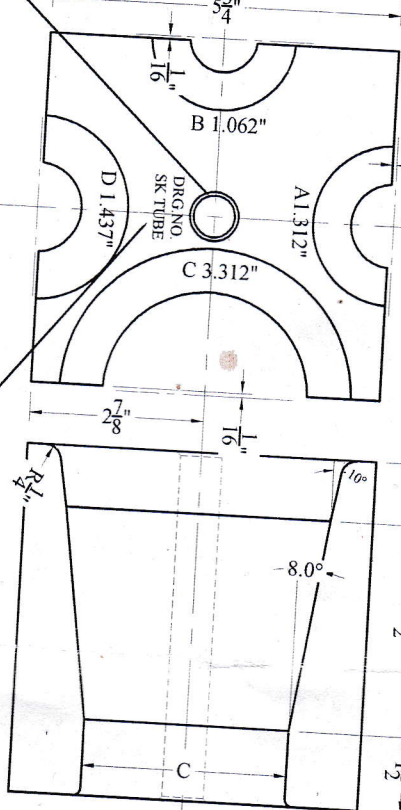 5 3/4"
1/16"
B 1.062"
A 1.312"
D 1.437"
DRG NO.
SK TUBE
C 3.312"
2 7/8"
1/16"
R 1/4"
10°
8.0°
2
C